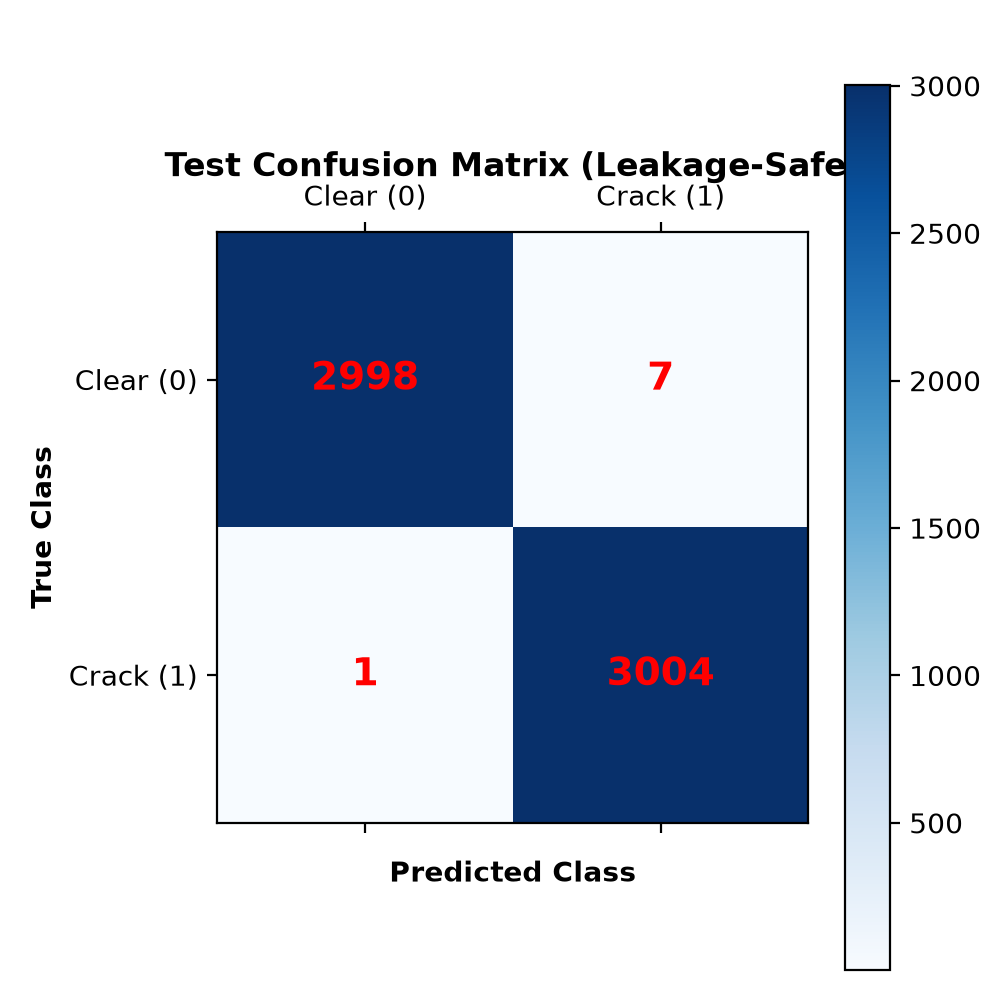 Test Confusion Matrix (Leakage-Safe
Clear (0) Crack (1)
3000
2500
2000
1500
1000
500
True Class
Clear (0) 2998 7
Crack (1) 1 3004
Predicted Class